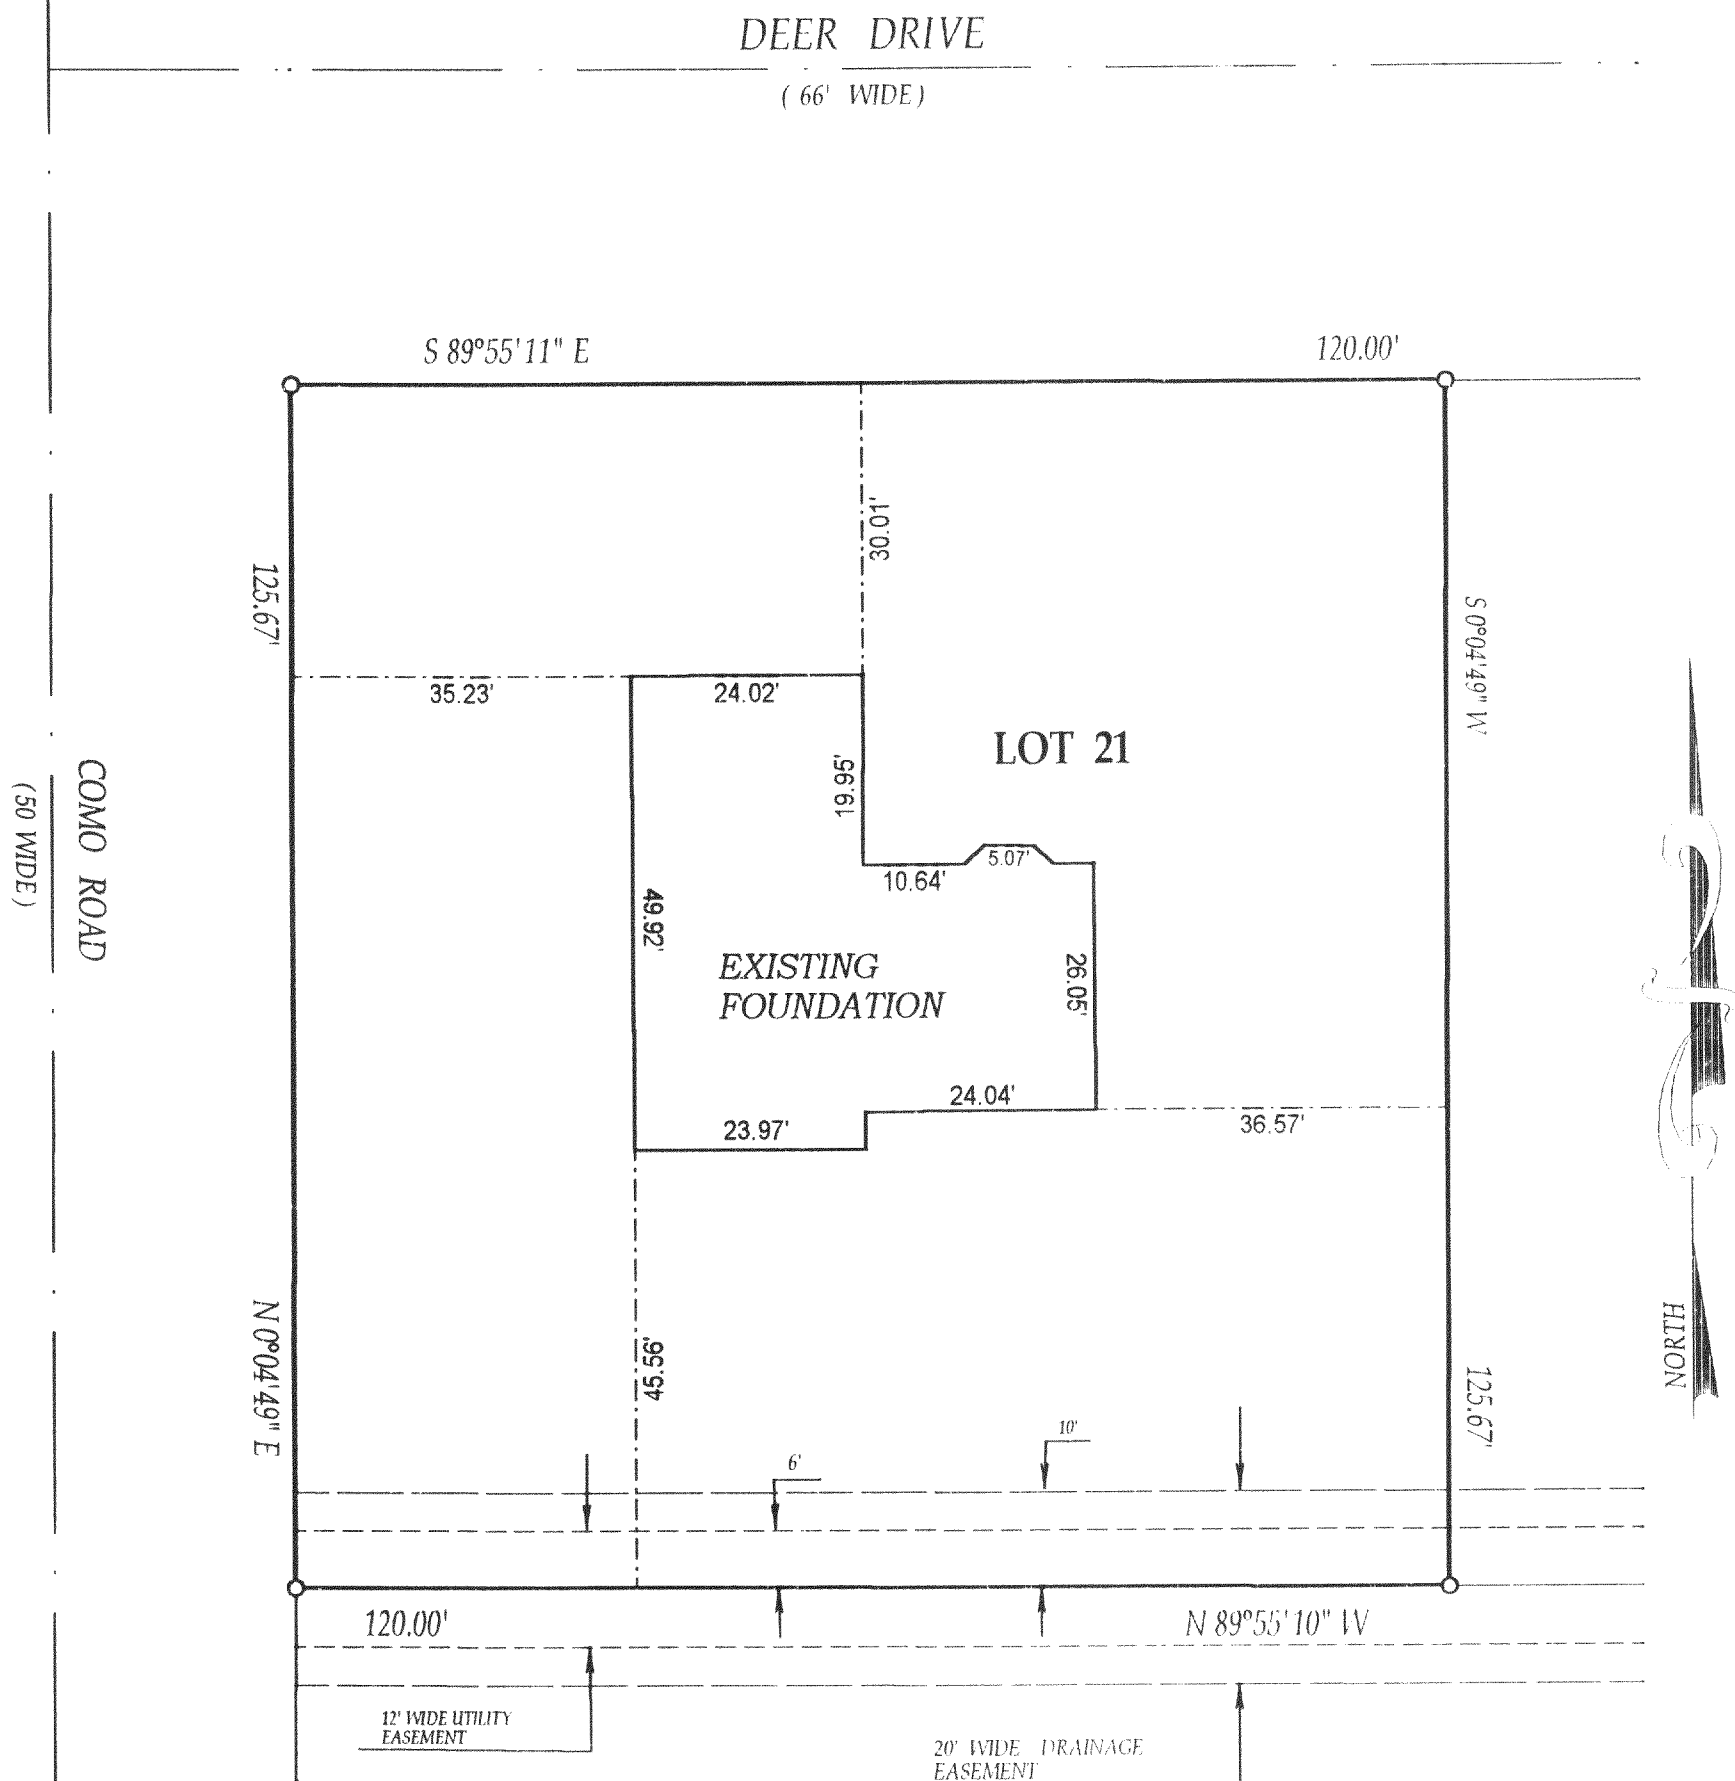 DEER DRIVE
( 66' WIDE )
S 89°55'11" E
120.00'
30.01'
125.67'
S 0°04'49" W
35.23'
24.02'
LOT 21
19.95'
COMO ROAD
(50 WIDE )
5.07'
10.64'
49.92'
EXISTING
FOUNDATION
26.05'
24.04'
23.97'
36.57'
NORTH
45.56'
N 0°04'49" E
125.67'
10'
6'
120.00'
N 89°55'10" W
12' WIDE UTILITY
EASEMENT
20' WIDE DRAINAGE
EASEMENT